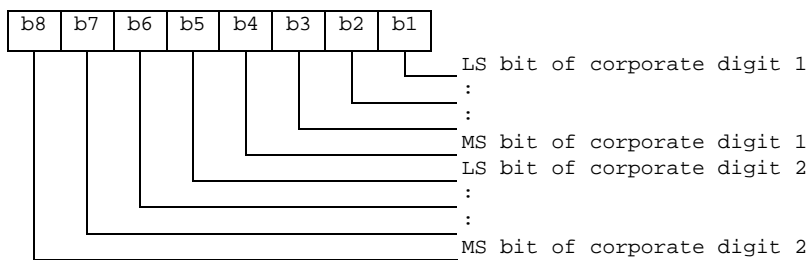 b8 b7 b6 b5 b4 b3 b2 b1
LS bit of corporate digit 1
:
:
MS bit of corporate digit 1
LS bit of corporate digit 2
:
:
MS bit of corporate digit 2